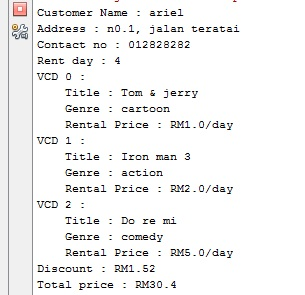 Customer Name : ariel
Address : n0.1, jalan teratai
Contact no : 012828282
Rent day : 4
VCD 0 :
Title : Tom & jerry
Genre : cartoon
Rental Price : RM1.0/day
VCD 1 :
Title : Iron man 3
Genre : action
Rental Price : RM2.0/day
VCD 2 :
Title : Do re mi
Genre : comedy
Rental Price : RM5.0/day
Discount : RM1.52
Total price : RM30.4